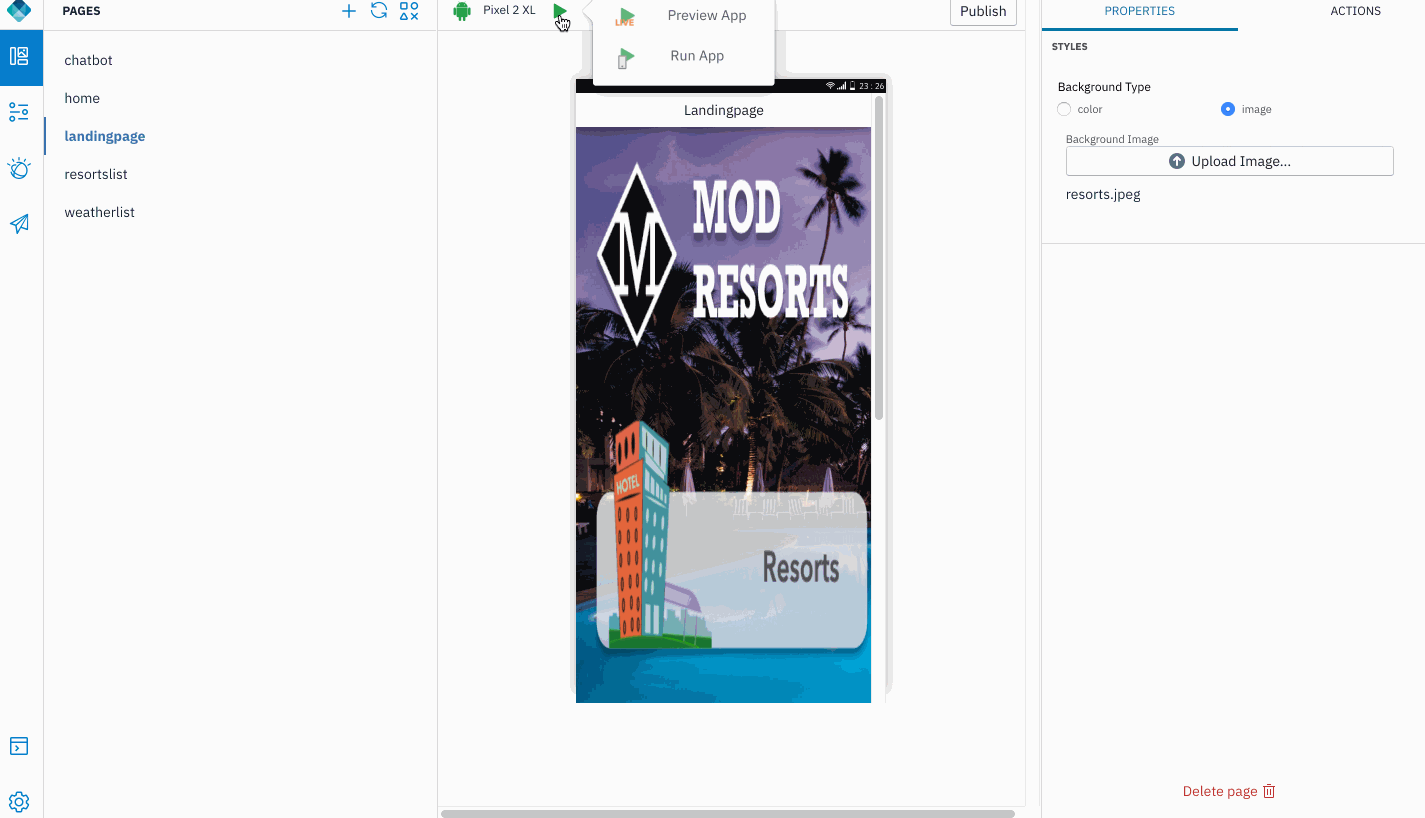 PAGES
chatbot
home
landingpage
resortslist
weatherlist
Pixel 2 XL
LIVE
Preview App
Run App
Publish
23:26
Landingpage
M
MOD
RESORTS
HOTEL
Resorts
PROPERTIES
ACTIONS
STYLES
Background Type
color
image
Background Image
Upload Image...
resorts.jpeg
Delete page